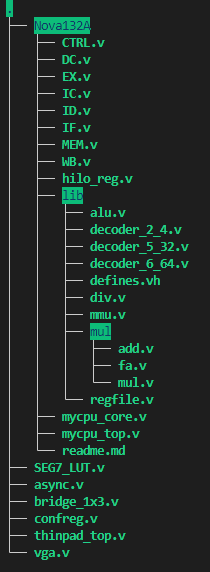 .
├── Nova132A
│   ├── CTRL.v
│   ├── DC.v
│   ├── EX.v
│   ├── IC.v
│   ├── ID.v
│   ├── IF.v
│   ├── MEM.v
│   ├── WB.v
│   ├── hilo_reg.v
│   ├── lib
│   │   ├── alu.v
│   │   ├── decoder_2_4.v
│   │   ├── decoder_5_32.v
│   │   ├── decoder_6_64.v
│   │   ├── defines.vh
│   │   ├── div.v
│   │   ├── mmu.v
│   │   ├── mul
│   │   │   ├── add.v
│   │   │   ├── fa.v
│   │   │   └── mul.v
│   │   └── regfile.v
│   ├── mycpu_core.v
│   ├── mycpu_top.v
│   └── readme.md
├── SEG7_LUT.v
├── async.v
├── bridge_1x3.v
├── confreg.v
├── thinpad_top.v
└── vga.v